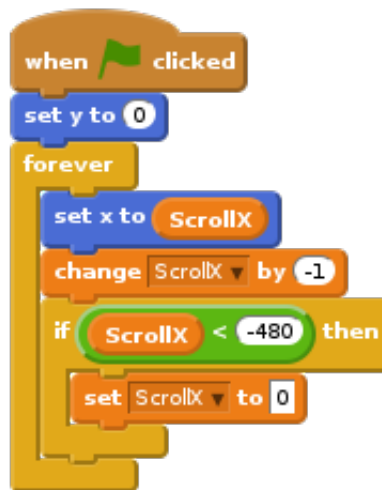 when clicked
set y to 0
forever
set x to ScrollX
change ScrollX by -1
if ScrollX < -480 then
set ScrollX to 0